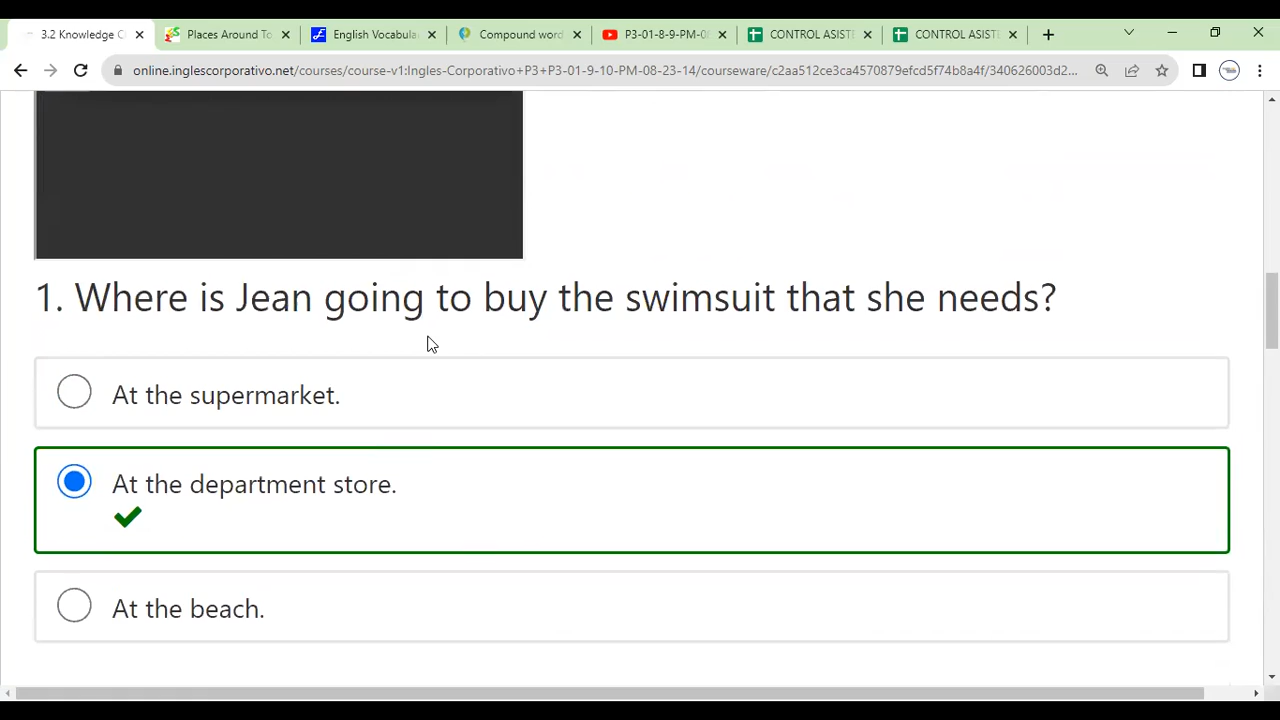 3.2 Knowledge C
Places Around To
English Vocabula
Compound word
P3-01-8-9-PM-0
CONTROL ASISTE
CONTROL ASISTE
online.inglescorporativo.net/courses/course-v1:Ingles-Corporativo+P3+P3-01-9-10-PM-08-23-14/courseware/c2aa512ce3ca4570879efcd5f74b8a4f/340626003d2...
1. Where is Jean going to buy the swimsuit that she needs?
At the supermarket.
At the department store.
At the beach.